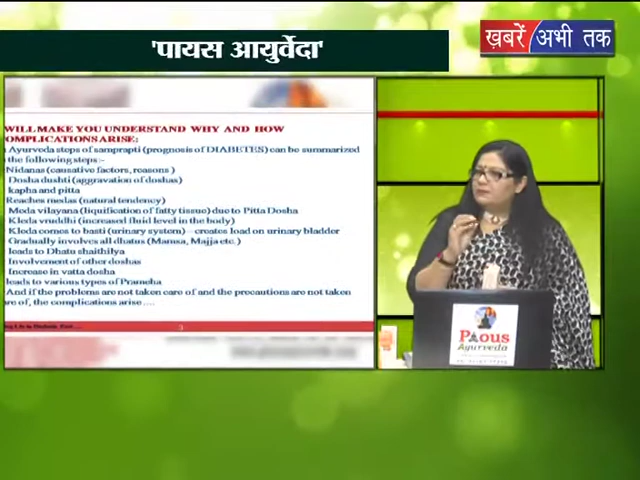 ख़बरें अभी तक
'पायस आयुर्वेदा'
WILL MAKE YOU UNDERSTAND WHY AND HOW
OMPLICATIONS ARISE:
Ayurveda steps of samprapti (prognosis of DIABETES) can be summarized
the following steps :-
Nidanas (causative factors, reasons )
Dosha dushti (aggravation of doshas)
kapha and pitta
Reaches medas (natural tendency)
Meda vilayana (liquification of fatty tissue) due to Pitta Dosha
Kleda vruddhi (increased fluid level in the body)
Kleda comes to basti (urinary system)– creates load on urinary bladder
Gradually involves all dhatus (Mamsa, Majja etc.)
leads to Dhatu shaithilya
Involvement of other doshas
Increase in vatta dosha
leads to various types of Prameha
And if the problems are not taken care of and the precautions are not taken
are of, the complications arise ....
3
Pious
Ayurveda